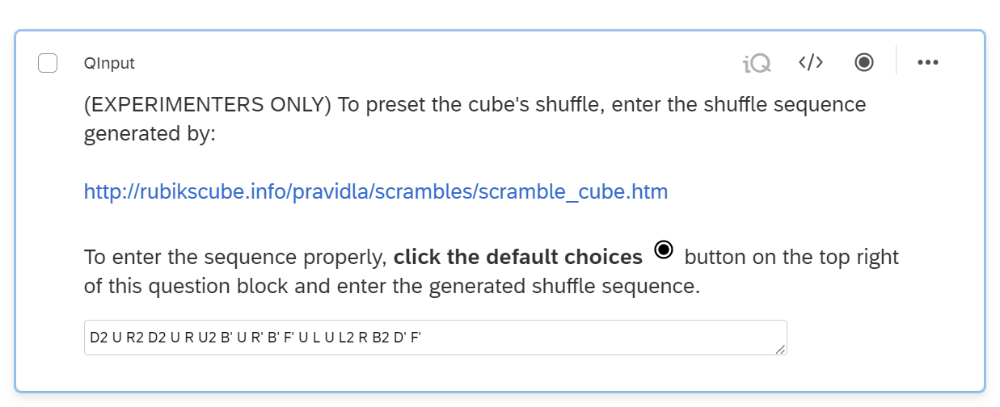 QInput
iQ
</>
(EXPERIMENTERS ONLY) To preset the cube's shuffle, enter the shuffle sequence
generated by:
http://rubikscube.info/pravidla/scrambles/scramble_cube.htm
To enter the sequence properly, click the default choices button on the top right
of this question block and enter the generated shuffle sequence.
D2 U R2 D2 U R U2 B' U R' B' F' U L U L2 R B2 D' F'